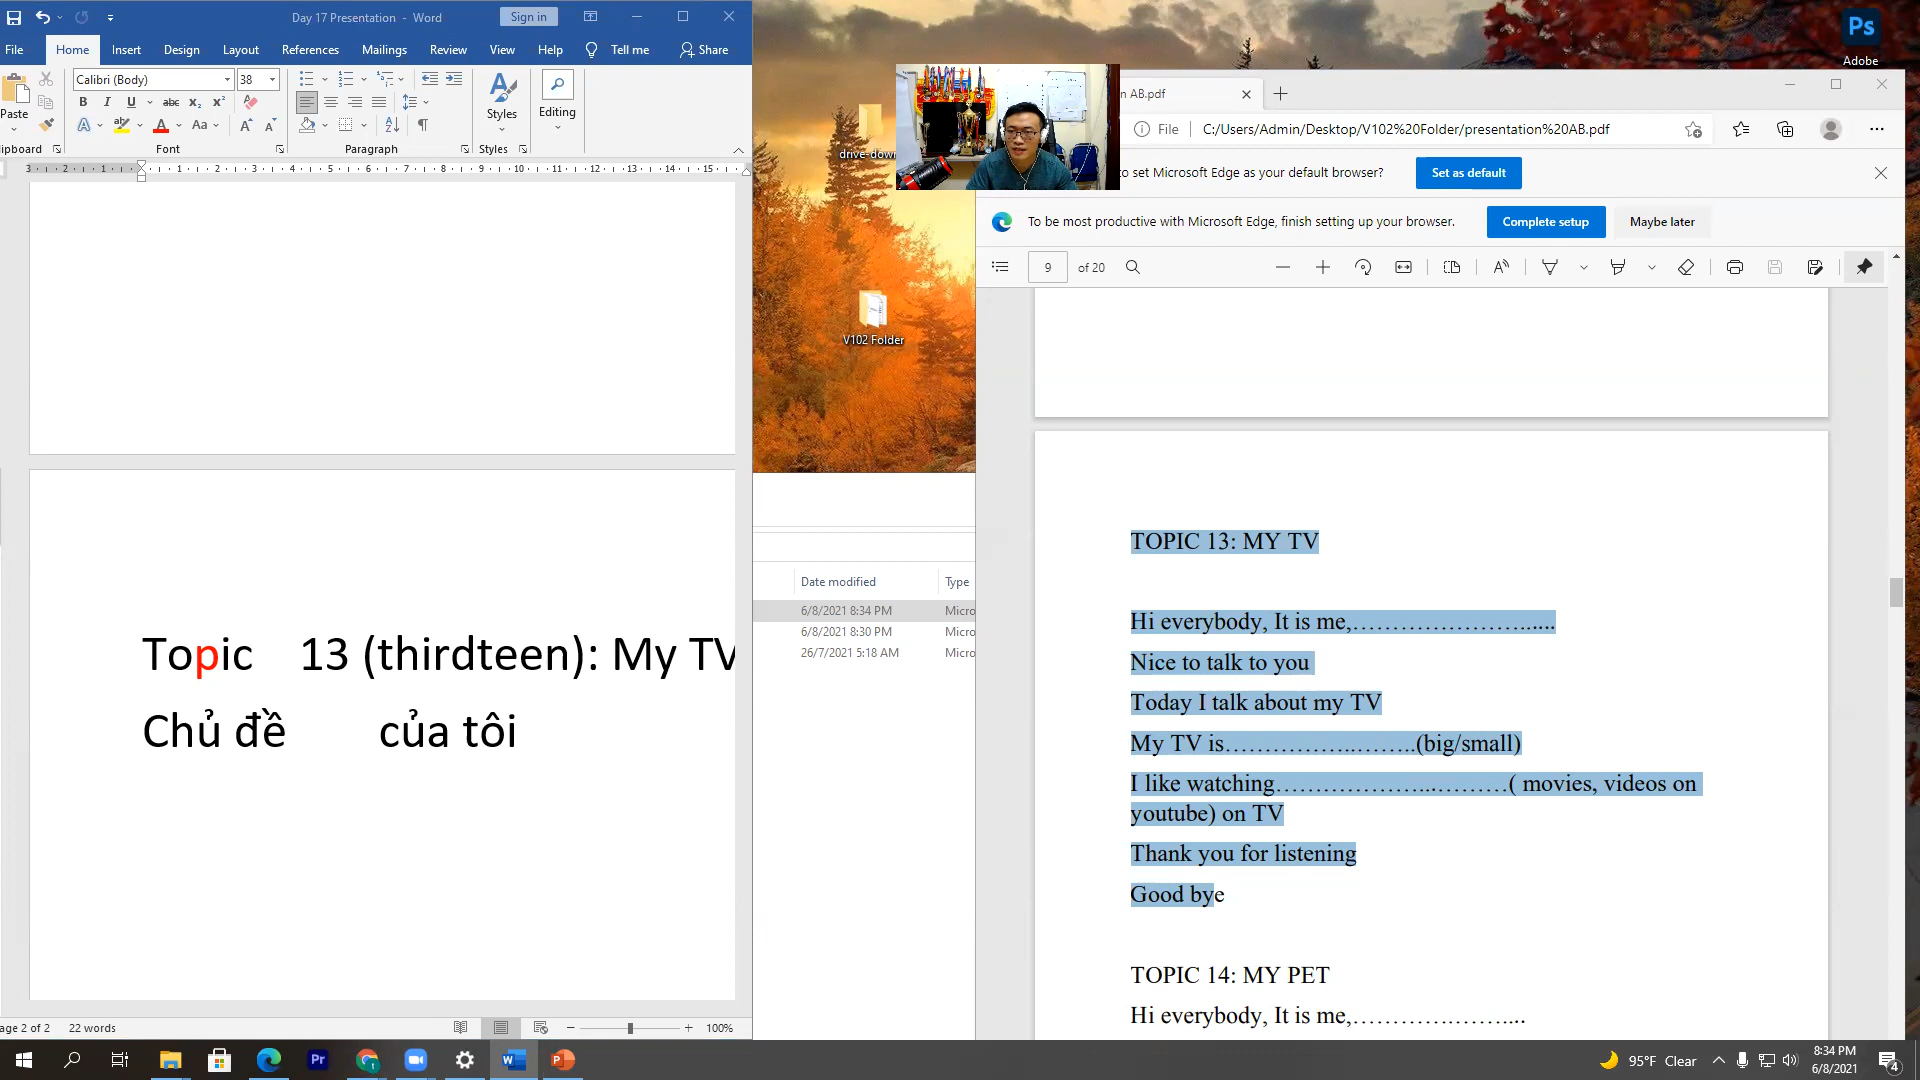 Day 17 Presentation - Word
Sign in
File Home Insert Design Layout References Mailings Review View Help Tell me Share
Calibri (Body) 38
Paste
Styles
Editing
Font
Paragraph
Styles
Topic 13 (thirdteen): My TV
Chủ đề của tôi
Page 2 of 2 22 words
100%
V102 Folder
Date modified Type
6/8/2021 8:34 PM Micro
6/8/2021 8:30 PM Micro
26/7/2021 5:18 AM Micro
Ps
Adobe
n AB.pdf
File C:/Users/Admin/Desktop/V102%20Folder/presentation%20AB.pdf
to set Microsoft Edge as your default browser? Set as default
To be most productive with Microsoft Edge, finish setting up your browser. Complete setup Maybe later
9 of 20
TOPIC 13: MY TV
Hi everybody, It is me,…………………......
Nice to talk to you
Today I talk about my TV
My TV is……………..……..(big/small)
I like watching………………...………( movies, videos on
youtube) on TV
Thank you for listening
Good bye
TOPIC 14: MY PET
Hi everybody, It is me,………….……....
Pr
95°F Clear
8:34 PM
6/8/2021
4